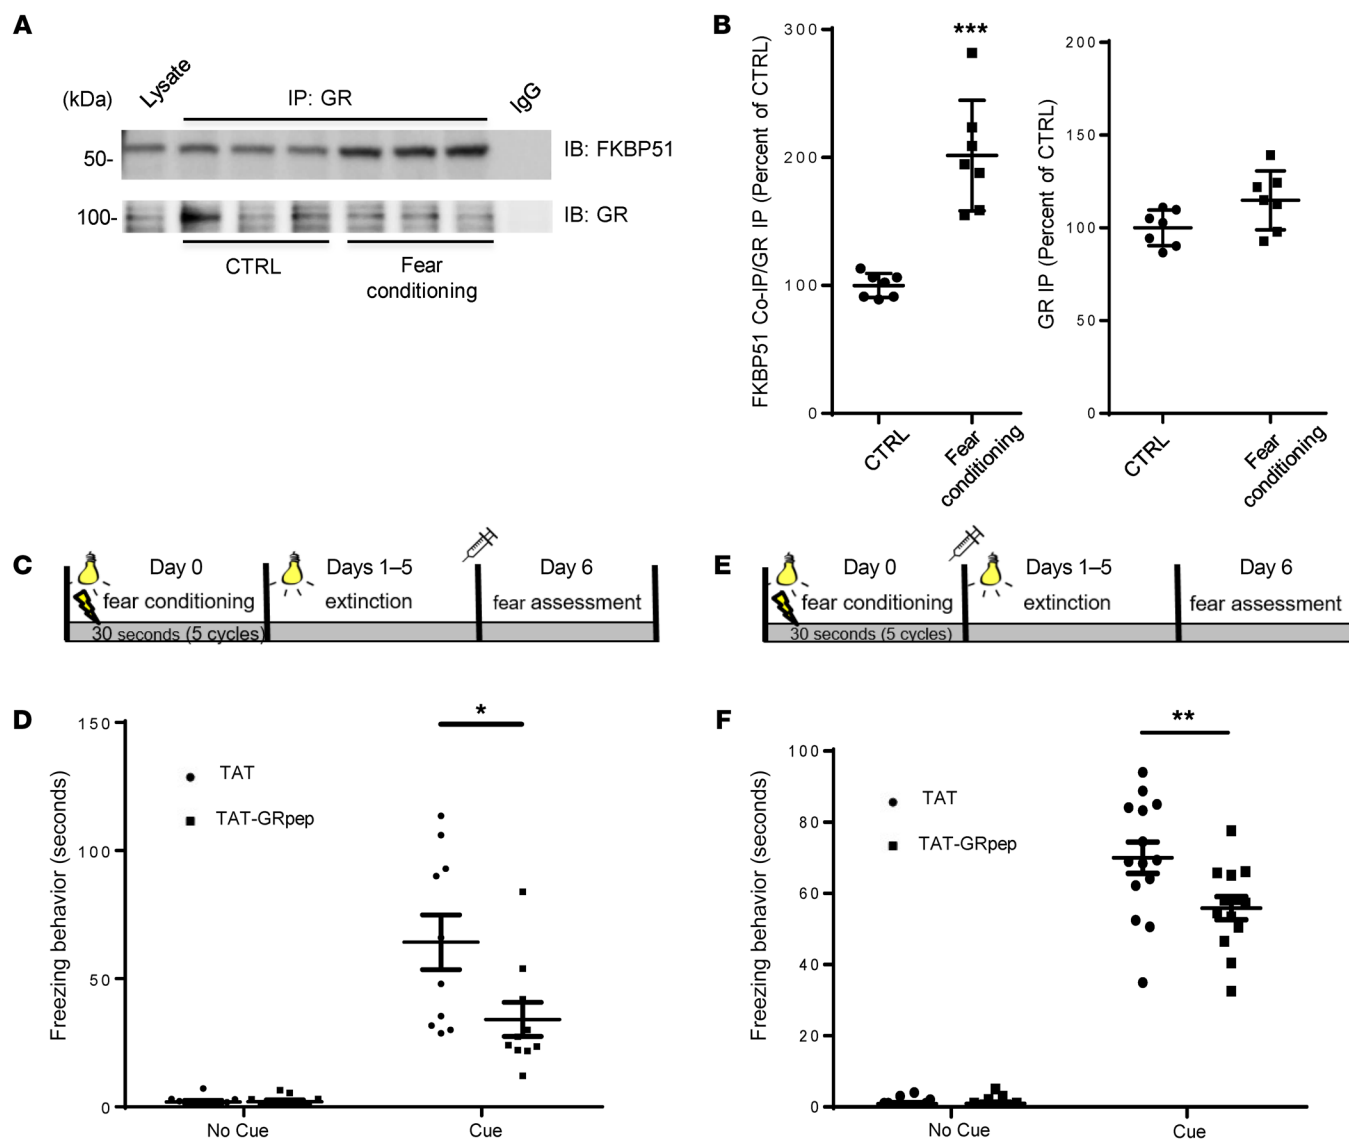 A
(kDa)
Lysate
IP: GR
IgG
50-
IB: FKBP51
100-
IB: GR
CTRL
Fear
conditioning
B
FKBP51 Co-IP/GR IP (Percent of CTRL)
300
200
100
0
***
CTRL
Fear
conditioning
GR IP (Percent of CTRL)
200
150
100
50
0
CTRL
Fear
conditioning
C
Day 0
fear conditioning
30 seconds (5 cycles)
Days 1–5
extinction
Day 6
fear assessment
E
Day 0
fear conditioning
30 seconds (5 cycles)
Days 1–5
extinction
Day 6
fear assessment
D
Freezing behavior (seconds)
150
100
50
0
TAT
TAT-GRpep
*
No Cue
Cue
F
Freezing behavior (seconds)
100
80
60
40
20
0
TAT
TAT-GRpep
**
No Cue
Cue